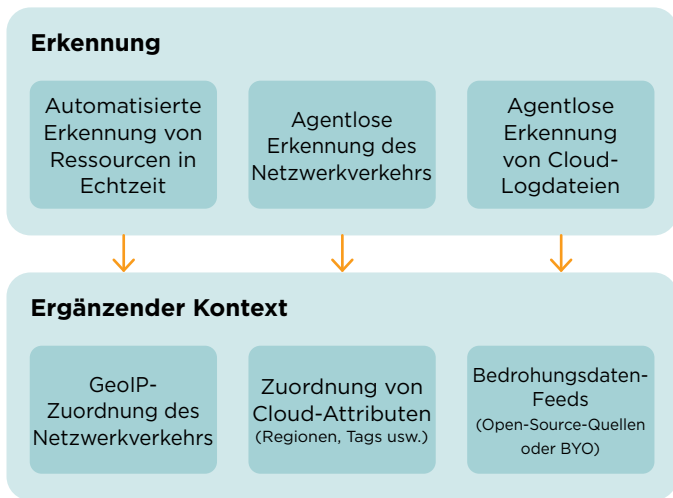 Erkennung
Automatisierte
Erkennung von
Ressourcen in
Echtzeit
Agentlose
Erkennung des
Netzwerkverkehrs
Agentlose
Erkennung
von Cloud-
Logdateien
Ergänzender Kontext
GeoIP-
Zuordnung des
Netzwerkverkehrs
Zuordnung von
Cloud-Attributen
(Regionen, Tags usw.)
Bedrohungsdaten-
Feeds
(Open-Source-Quellen
oder BYO)